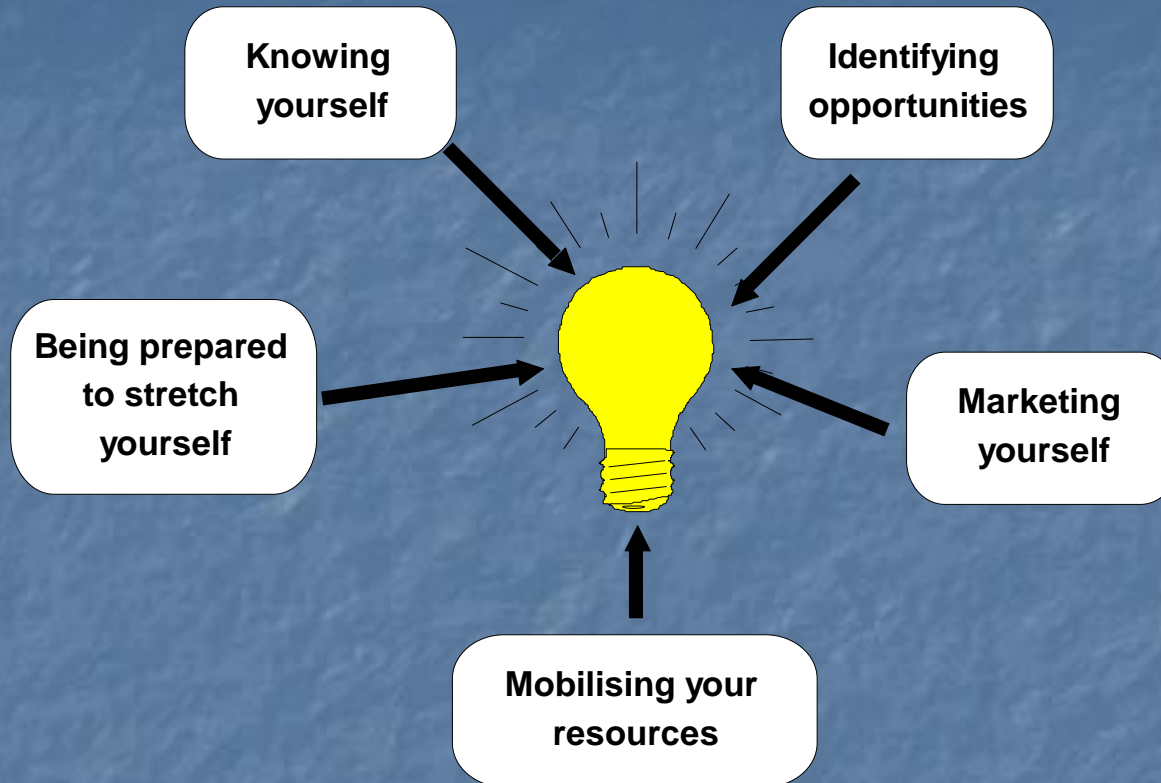 Knowing
yourself
Identifying
opportunities
Being prepared
to stretch
yourself
Marketing
yourself
Mobilising your
resources